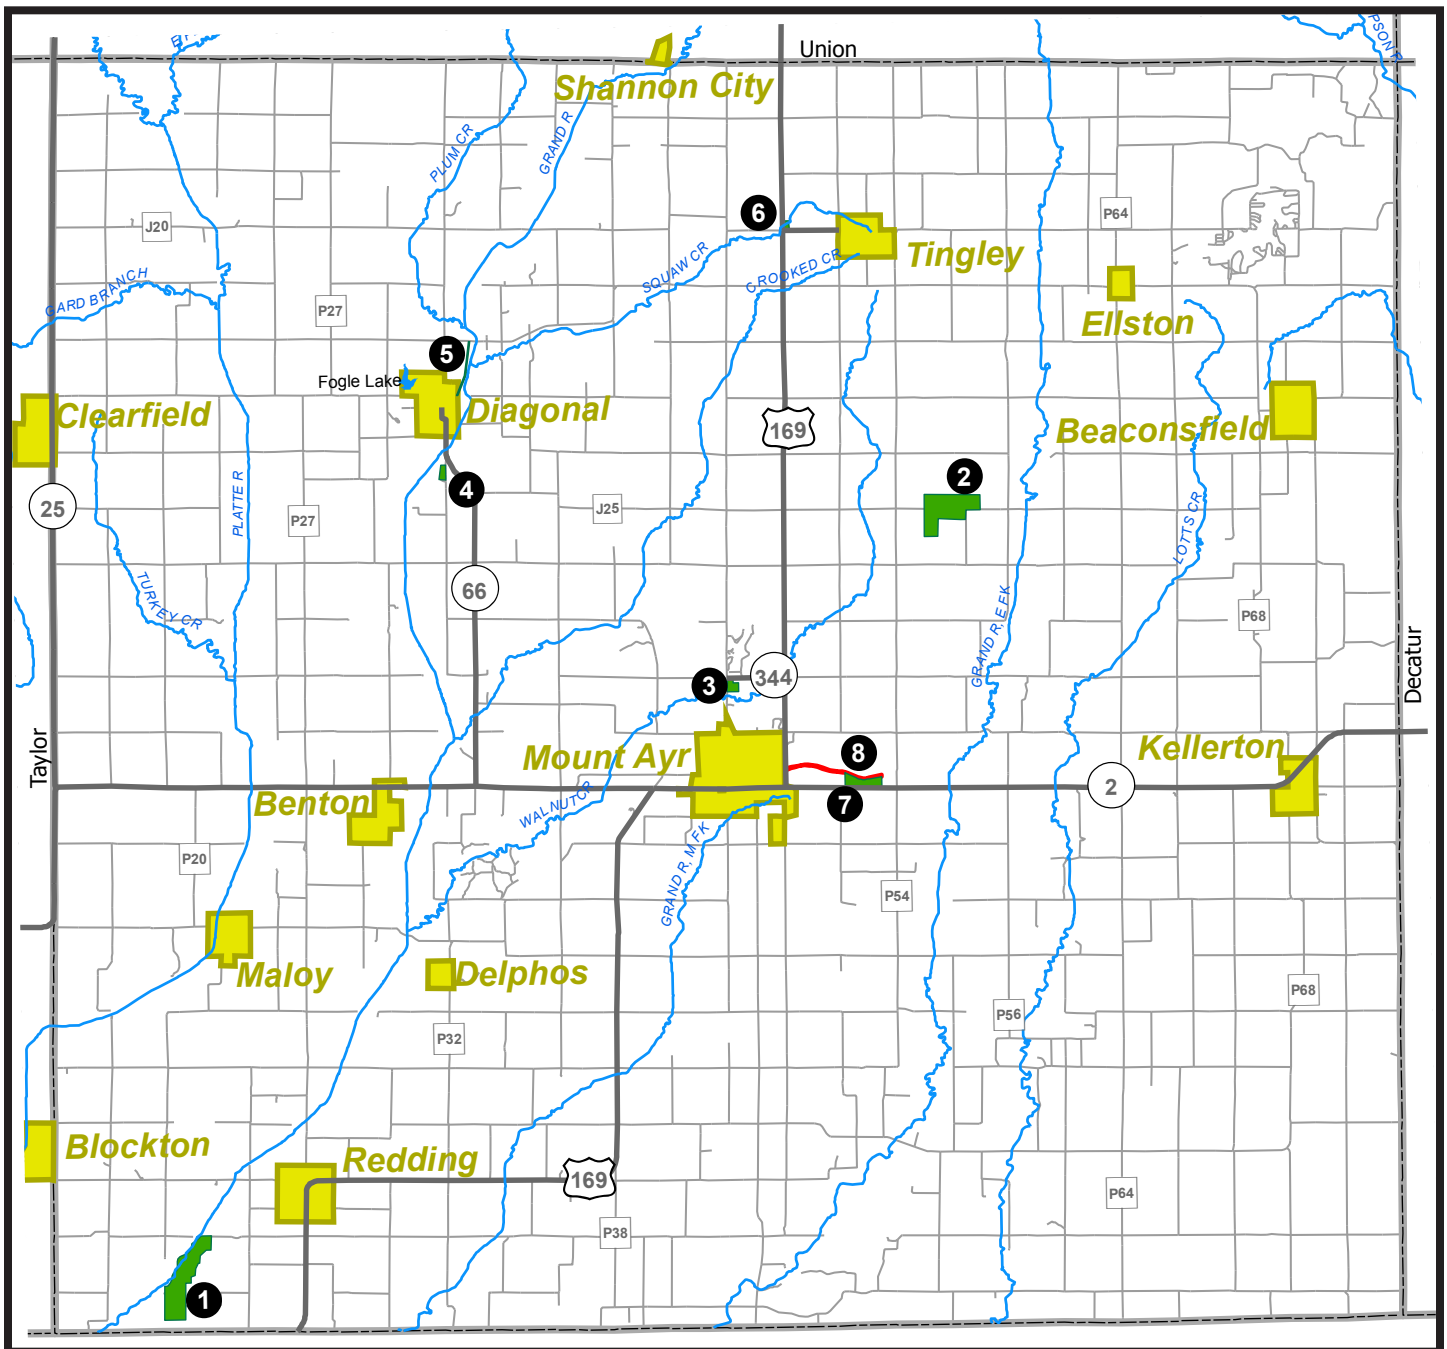 Union
Shannon City
PLUM CR
GRAND R
J20
6
P64
SQUAW CR
CROOKED CR
Tingley
GARD BRANCH
P27
Ellston
5
Fogle Lake
Clearfield
Diagonal
169
Beaconsfield
4
2
25
PLATTE R
P27
J25
LOTTS CR
66
TURKEY CR
GRAND R, E FK
P68
3
344
Decatur
Taylor
Mount Ayr
8
Kellerton
Benton
WALNUT CR
7
2
P20
GRAND R, M FK
P54
Maloy
Delphos
P68
P32
P56
Blockton
Redding
169
P64
P38
1